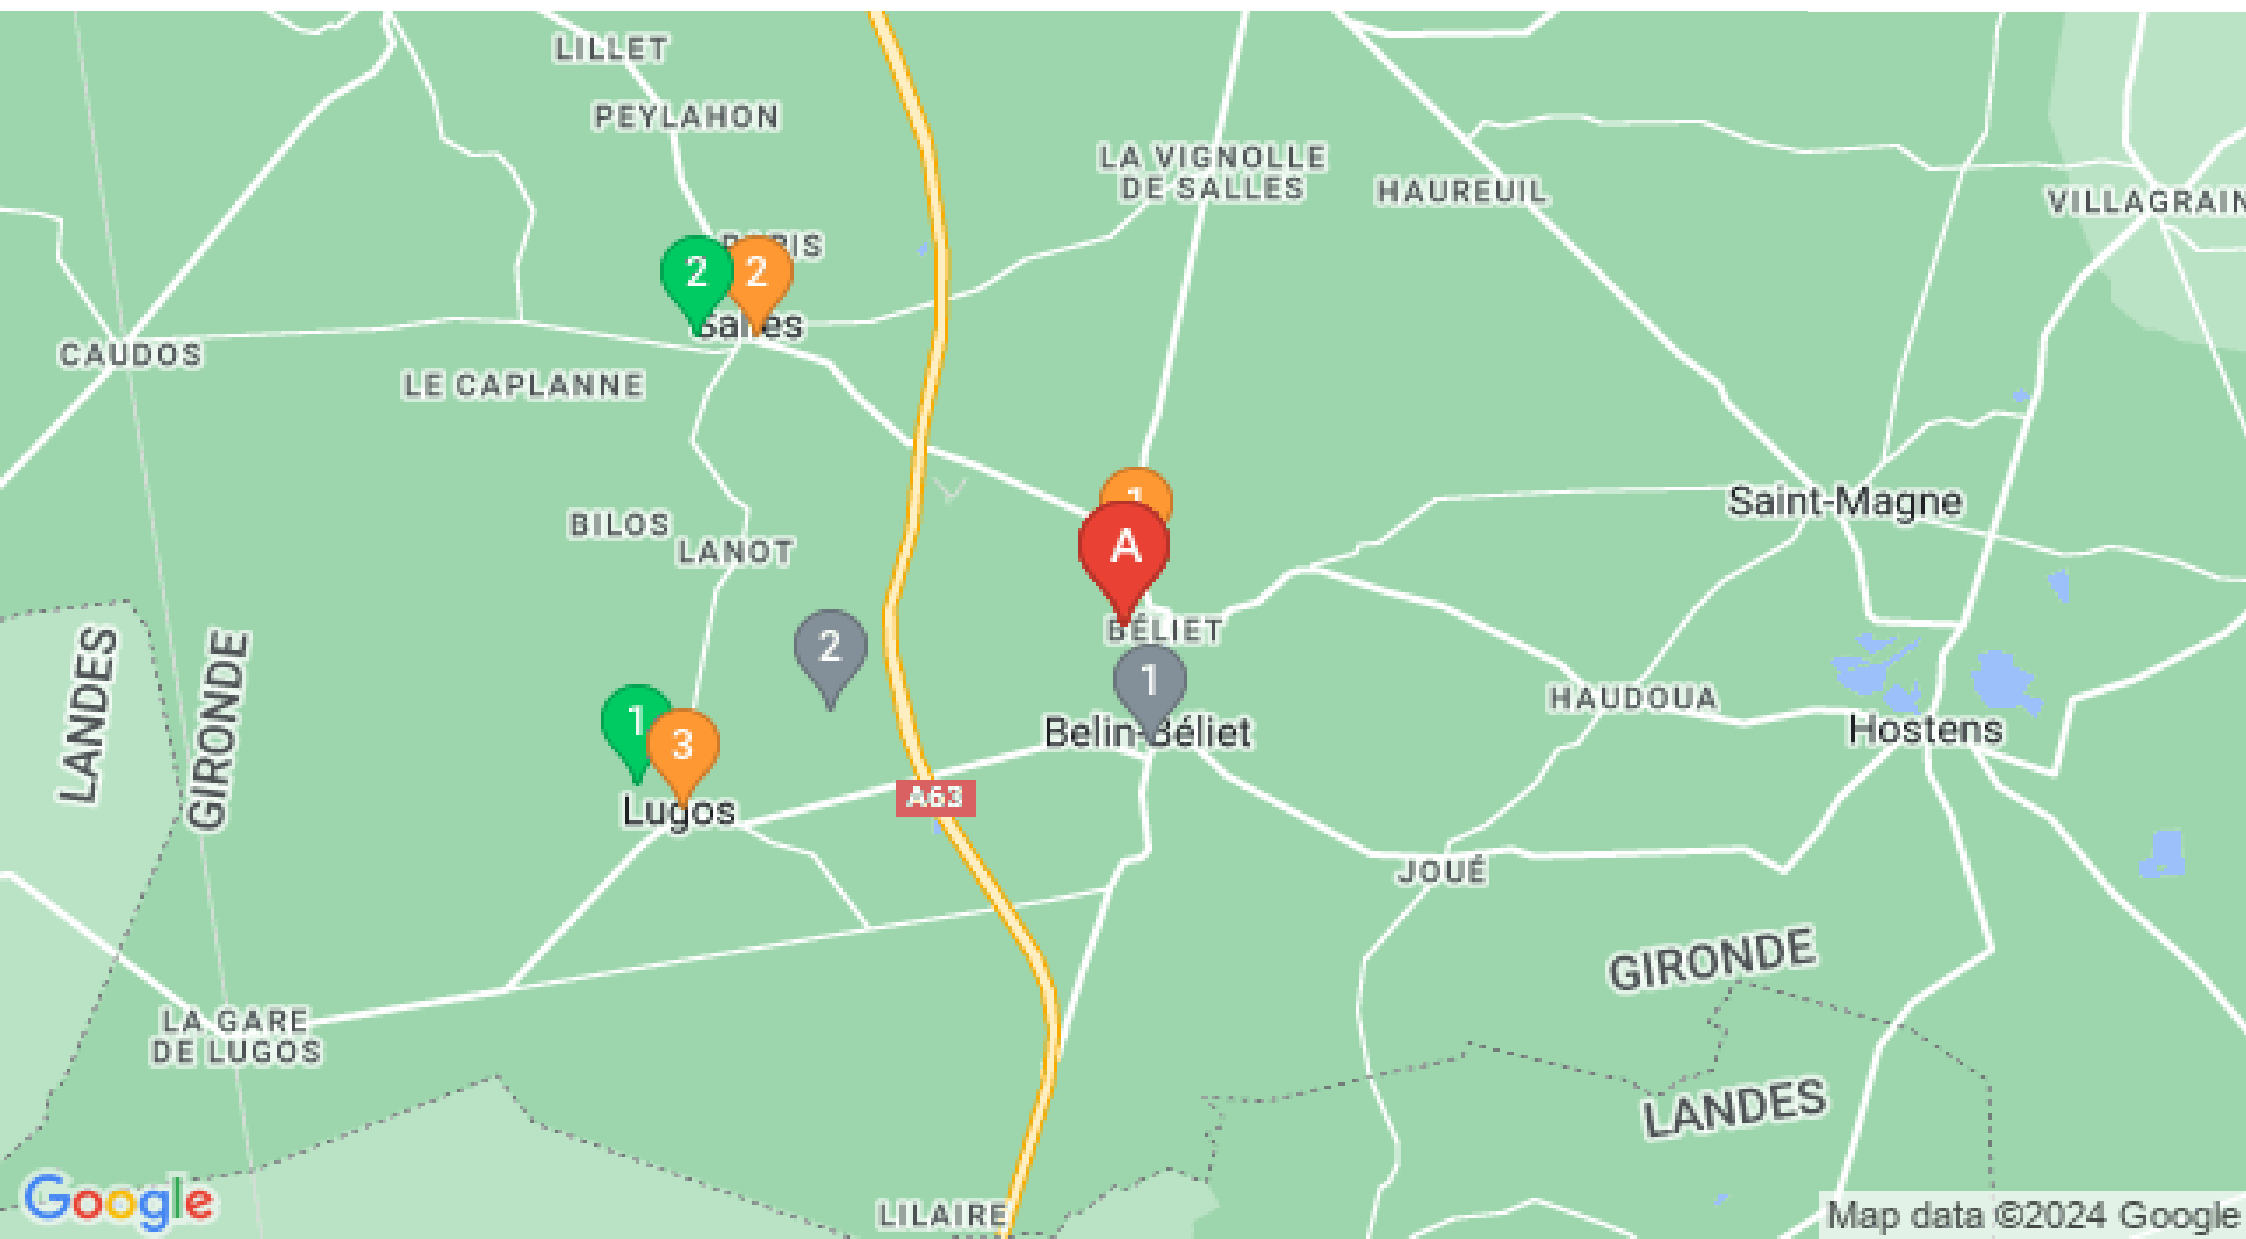 LILLET
PEYLAHON
LA VIGNOLLE
DE SALLES
HAUREUIL
VILLAGRAIN
2
2
Salles
CAUDOS
LE CAPLANNE
1
A
Saint-Magne
BILOS
LANOT
BÉLIET
LANDES
GIRONDE
2
1
HAUDOUA
Belin-Béliet
Hostens
1
3
A63
Lugos
JOUÉ
GIRONDE
LA GARE
DE LUGOS
LANDES
Google
LILAIRE
Map data ©2024 Google